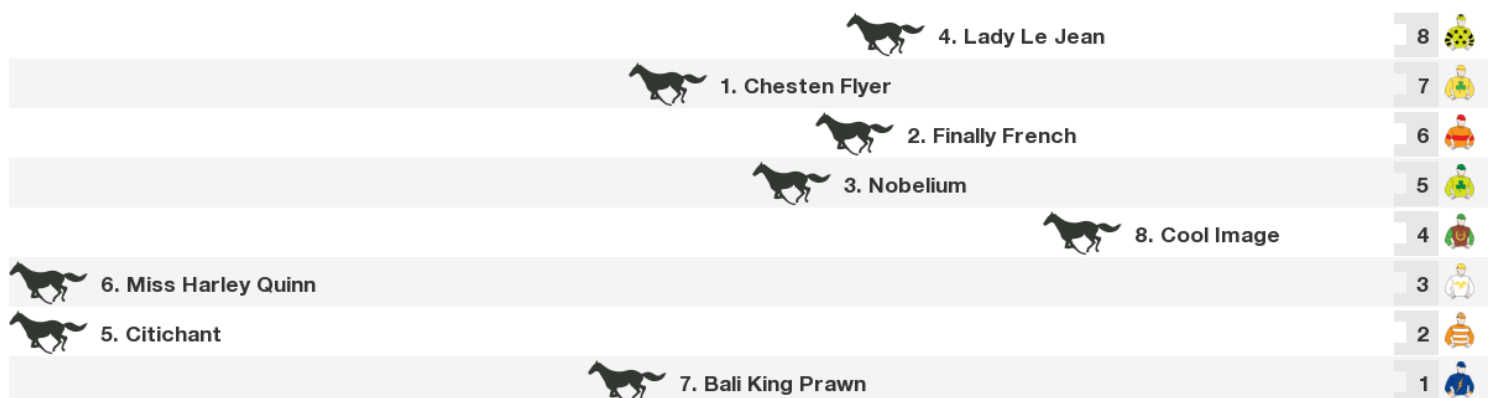 4. Lady Le Jean 8
1. Chesten Flyer 7
2. Finally French 6
3. Nobelium 5
8. Cool Image 4
6. Miss Harley Quinn 3
5. Citichant 2
7. Bali King Prawn 1